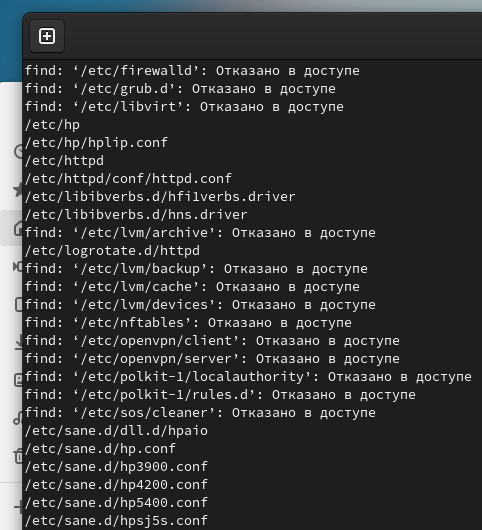 find: ‘/etc/firewalld’: Отказано в доступе
find: ‘/etc/grub.d’: Отказано в доступе
find: ‘/etc/libvirt’: Отказано в доступе
/etc/hp
/etc/hp/hplip.conf
/etc/httpd
/etc/httpd/conf/httpd.conf
/etc/libibverbs.d/hfi1verbs.driver
/etc/libibverbs.d/hns.driver
find: ‘/etc/lvm/archive’: Отказано в доступе
/etc/logrotate.d/httpd
find: ‘/etc/lvm/backup’: Отказано в доступе
find: ‘/etc/lvm/cache’: Отказано в доступе
find: ‘/etc/lvm/devices’: Отказано в доступе
find: ‘/etc/nftables’: Отказано в доступе
find: ‘/etc/openvpn/client’: Отказано в доступе
find: ‘/etc/openvpn/server’: Отказано в доступе
find: ‘/etc/polkit-1/localauthority’: Отказано в доступе
find: ‘/etc/polkit-1/rules.d’: Отказано в доступе
find: ‘/etc/sos/cleaner’: Отказано в доступе
/etc/sane.d/dll.d/hpaio
/etc/sane.d/hp.conf
/etc/sane.d/hp3900.conf
/etc/sane.d/hp4200.conf
/etc/sane.d/hp5400.conf
/etc/sane.d/hpsj5s.conf